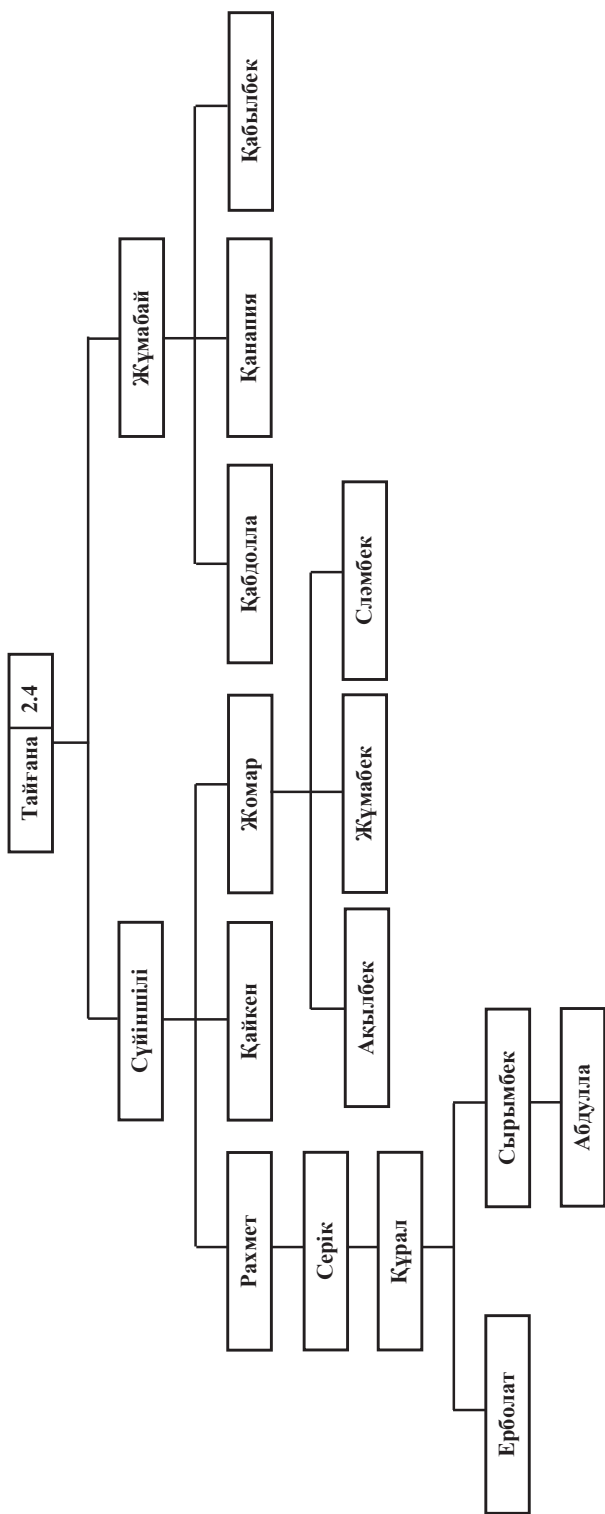 Тайғана 2.4
Сүйіншілі
Жұмабай
Рахмет
Қайкен
Жомар
Қабдолла
Қанапия
Қабылбек
Серік
Ақылбек
Жұмабек
Сләмбек
Құрал
Ерболат
Сырымбек
Абдулла